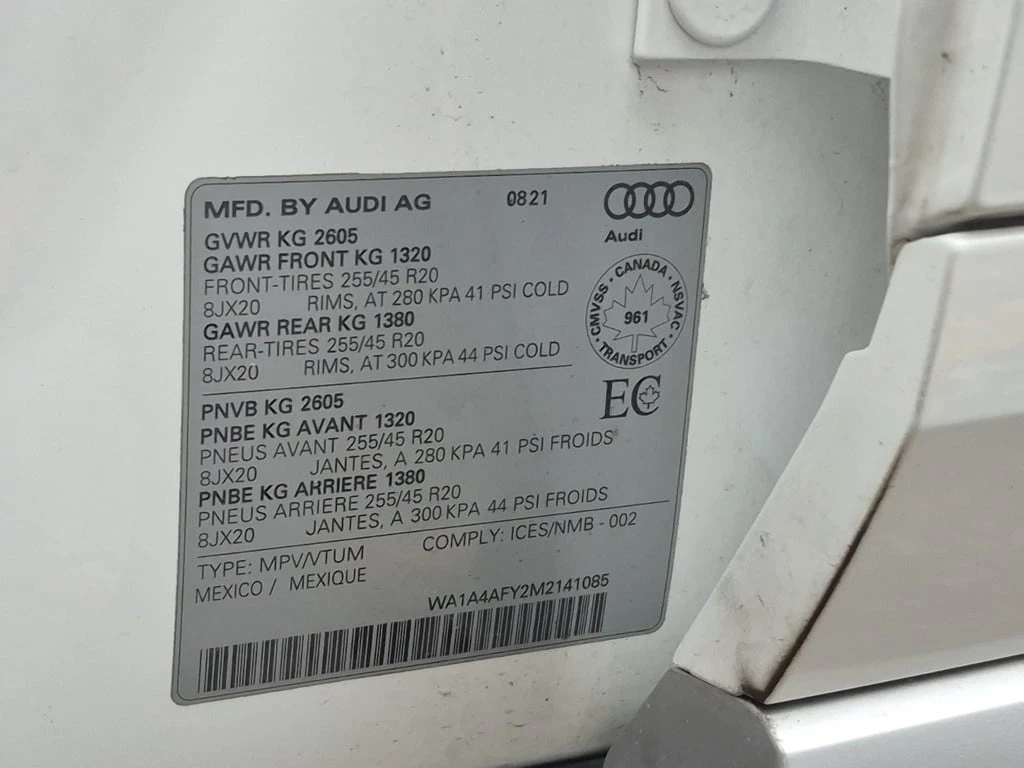 MFD. BY AUDI AG 0821
Audi
GVWR KG 2605
GAWR FRONT KG 1320
FRONT-TIRES 255/45 R20
8JX20 RIMS, AT 280 KPA 41 PSI COLD
GAWR REAR KG 1380
REAR-TIRES 255/45 R20
8JX20 RIMS, AT 300 KPA 44 PSI COLD
CMVSS · CANADA · NSVAC · TRANSPORT ·
961
EC
PNVB KG 2605
PNBE KG AVANT 1320
PNEUS AVANT 255/45 R20
8JX20 JANTES, A 280 KPA 41 PSI FROIDS
PNBE KG ARRIERE 1380
PNEUS ARRIERE 255/45 R20
8JX20 JANTES, A 300 KPA 44 PSI FROIDS
TYPE: MPV/VTUM COMPLY: ICES/NMB - 002
MEXICO / MEXIQUE
WA1A4AFY2M2141085